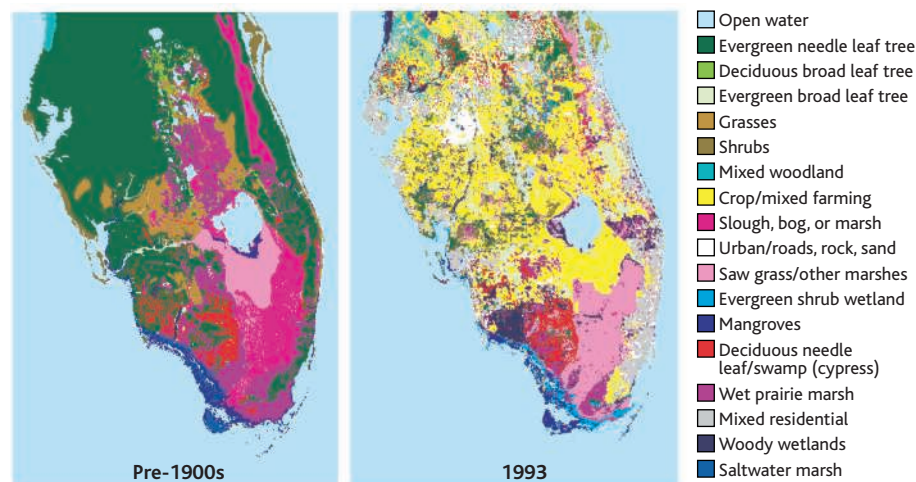 Open water
Evergreen needle leaf tree
Deciduous broad leaf tree
Evergreen broad leaf tree
Grasses
Shrubs
Mixed woodland
Crop/mixed farming
Slough, bog, or marsh
Urban/roads, rock, sand
Saw grass/other marshes
Evergreen shrub wetland
Mangroves
Deciduous needle
leaf/swamp (cypress)
Wet prairie marsh
Mixed residential
Woody wetlands
Saltwater marsh
Pre-1900s
1993